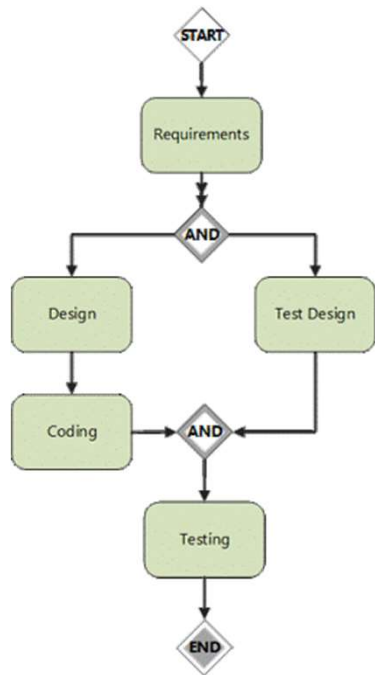 START
Requirements
AND
Design
Test Design
Coding
AND
Testing
END